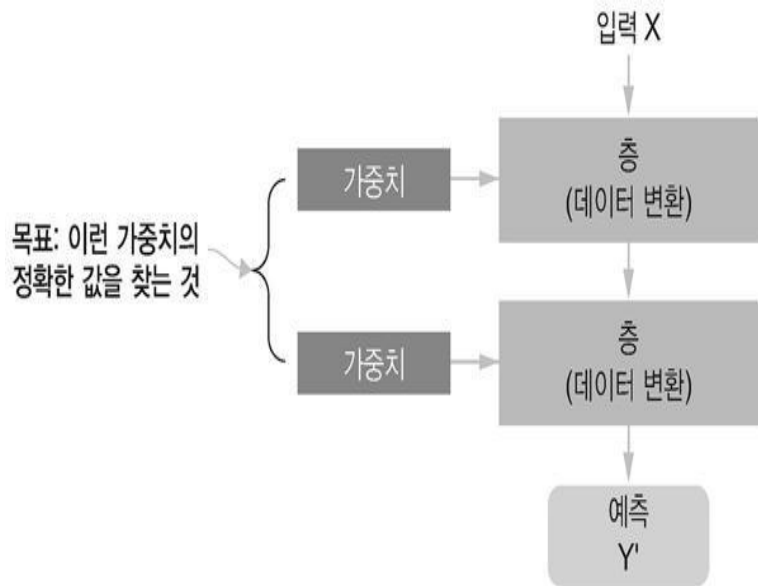 입력 X
가중치
층
(데이터 변환)
목표: 이런 가중치의
정확한 값을 찾는 것
가중치
층
(데이터 변환)
예측
Y'